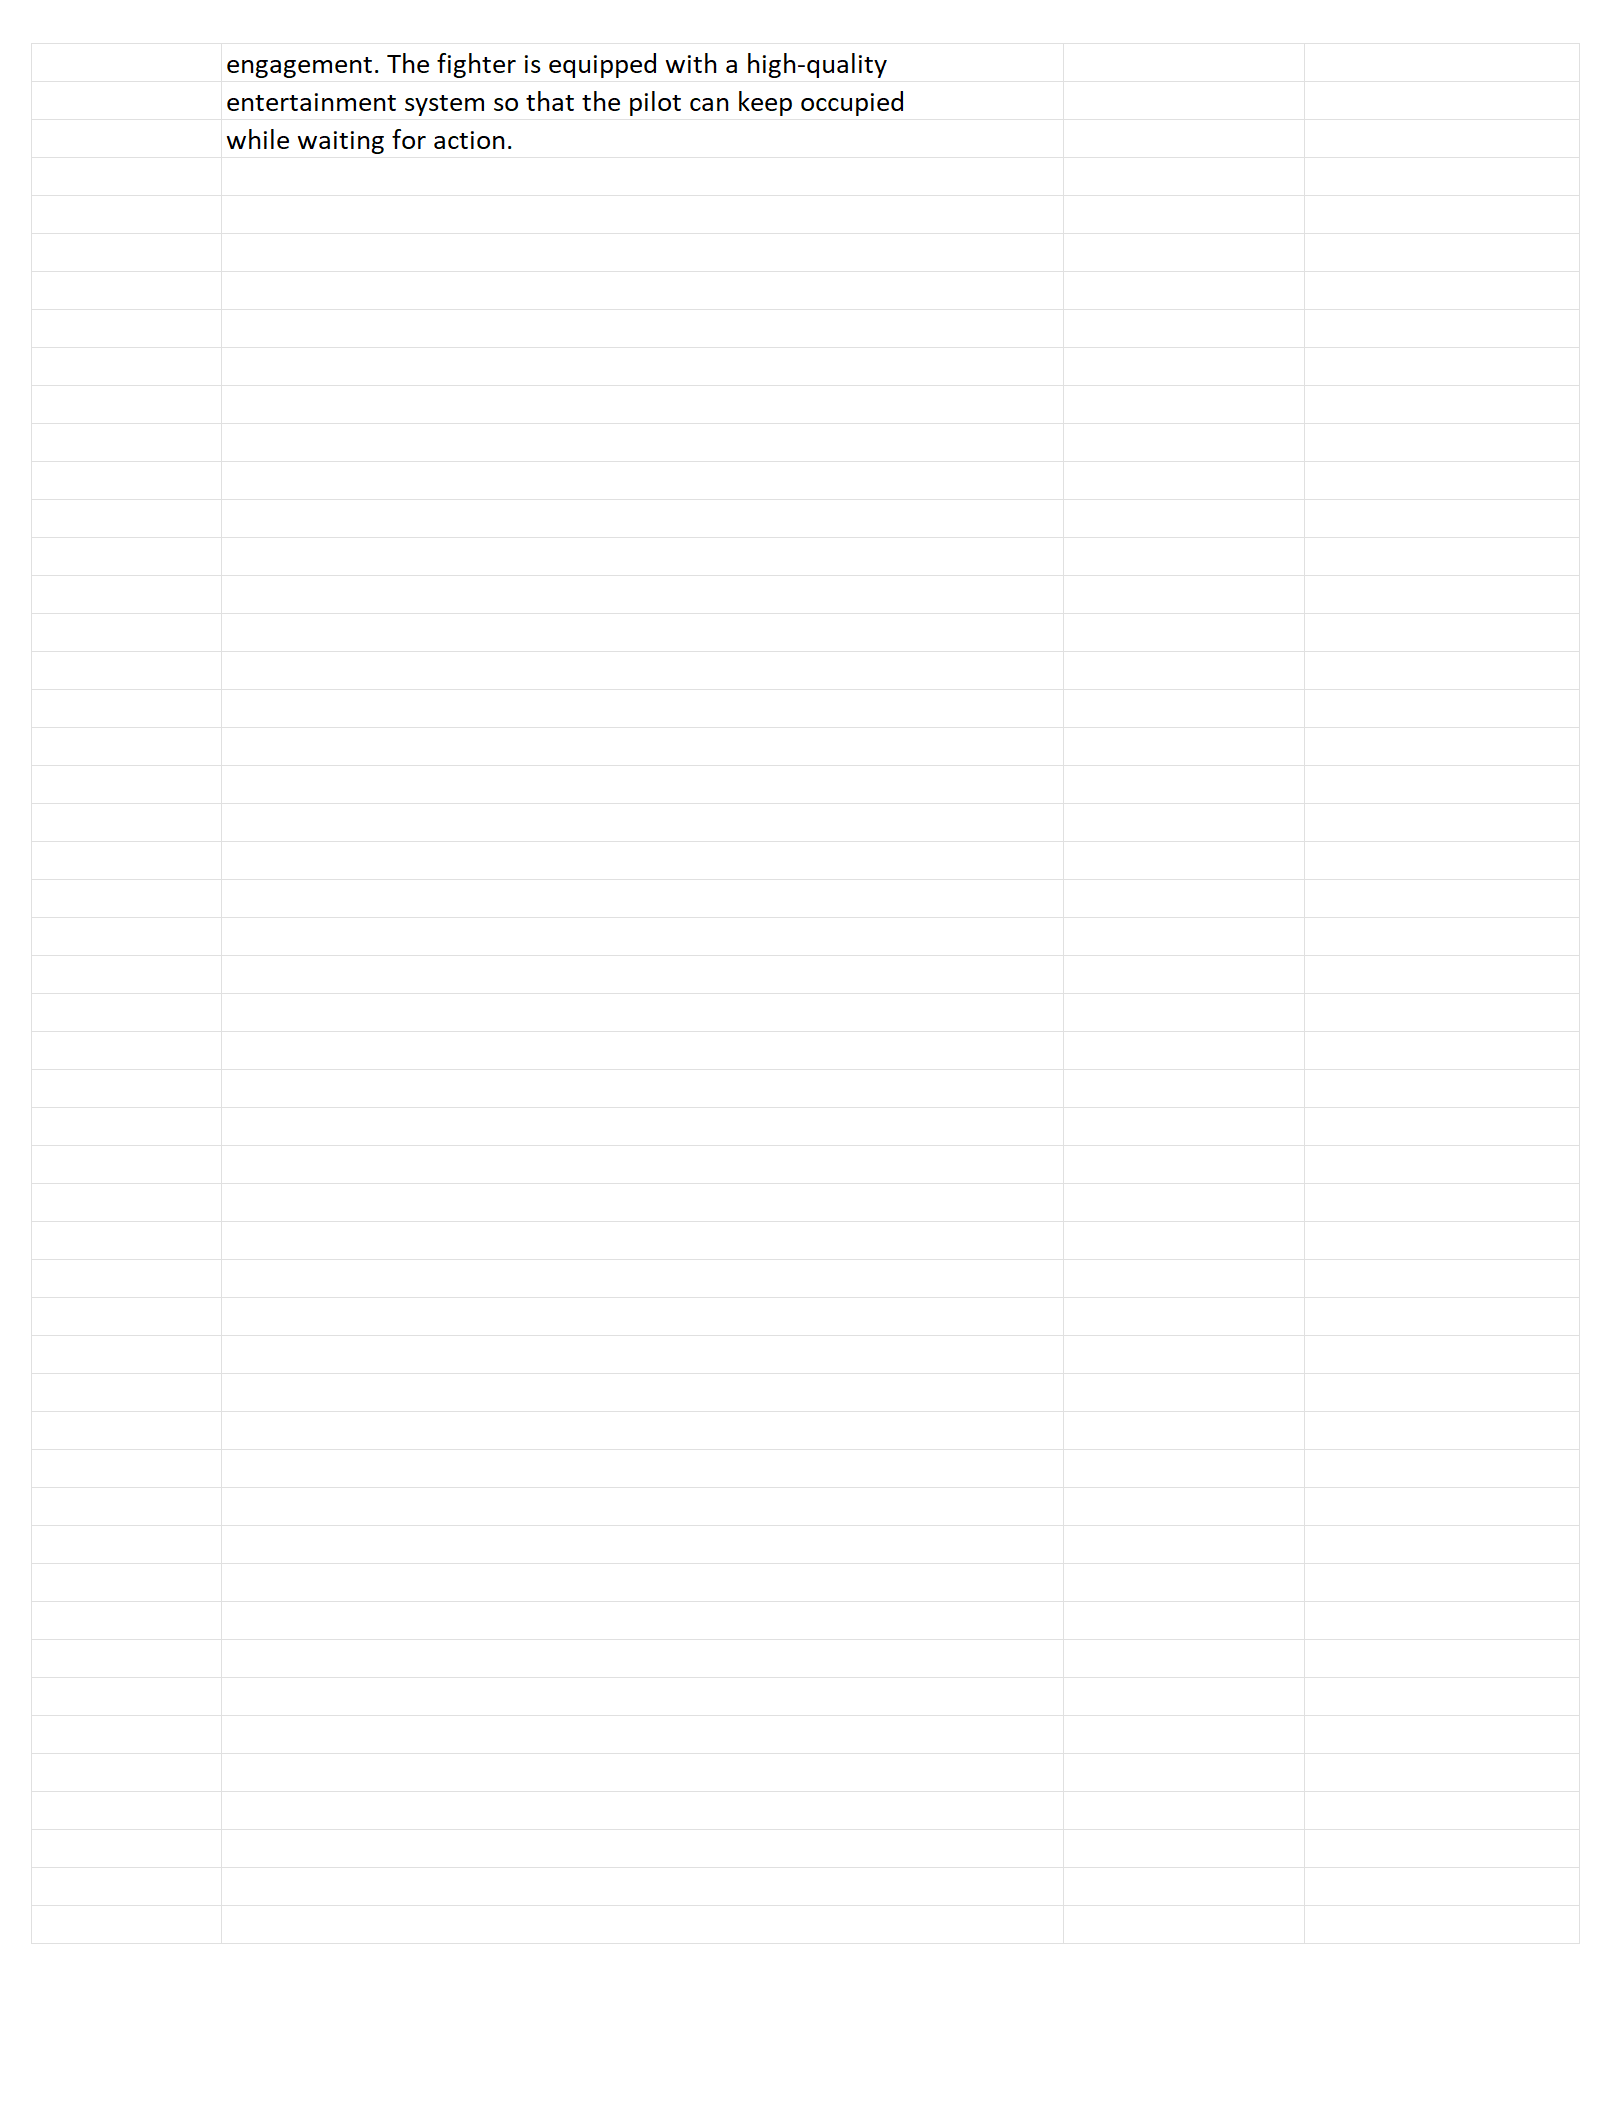 engagement. The fighter is equipped with a high-quality
entertainment system so that the pilot can keep occupied
while waiting for action.